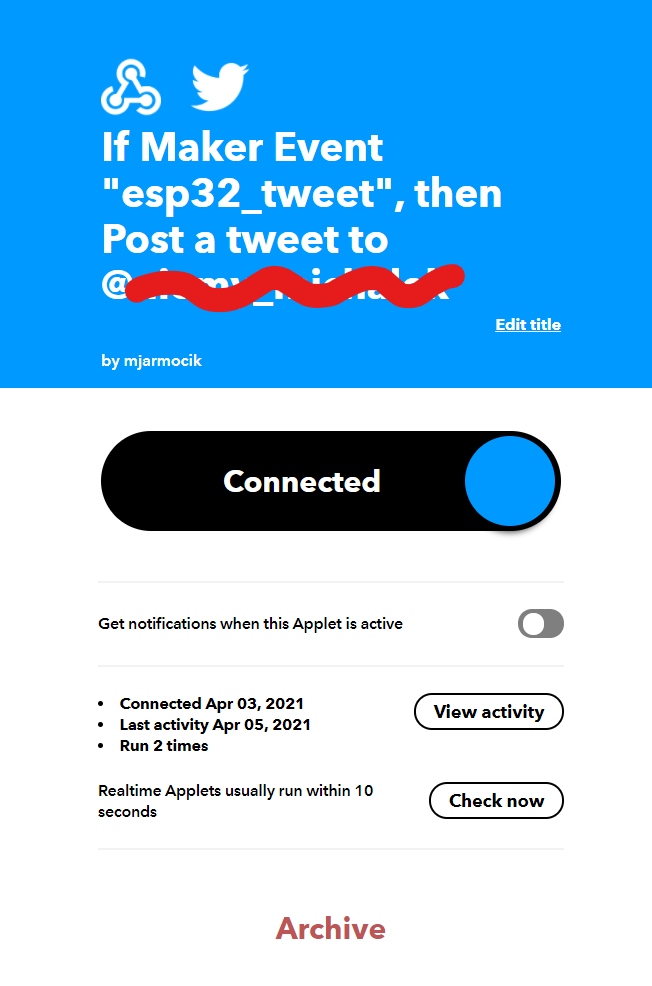 If Maker Event
"esp32_tweet", then
Post a tweet to
@
Edit title
by mjarmocik
Connected
Get notifications when this Applet is active
• Connected Apr 03, 2021
• Last activity Apr 05, 2021
• Run 2 times
View activity
Realtime Applets usually run within 10
seconds
Check now
Archive